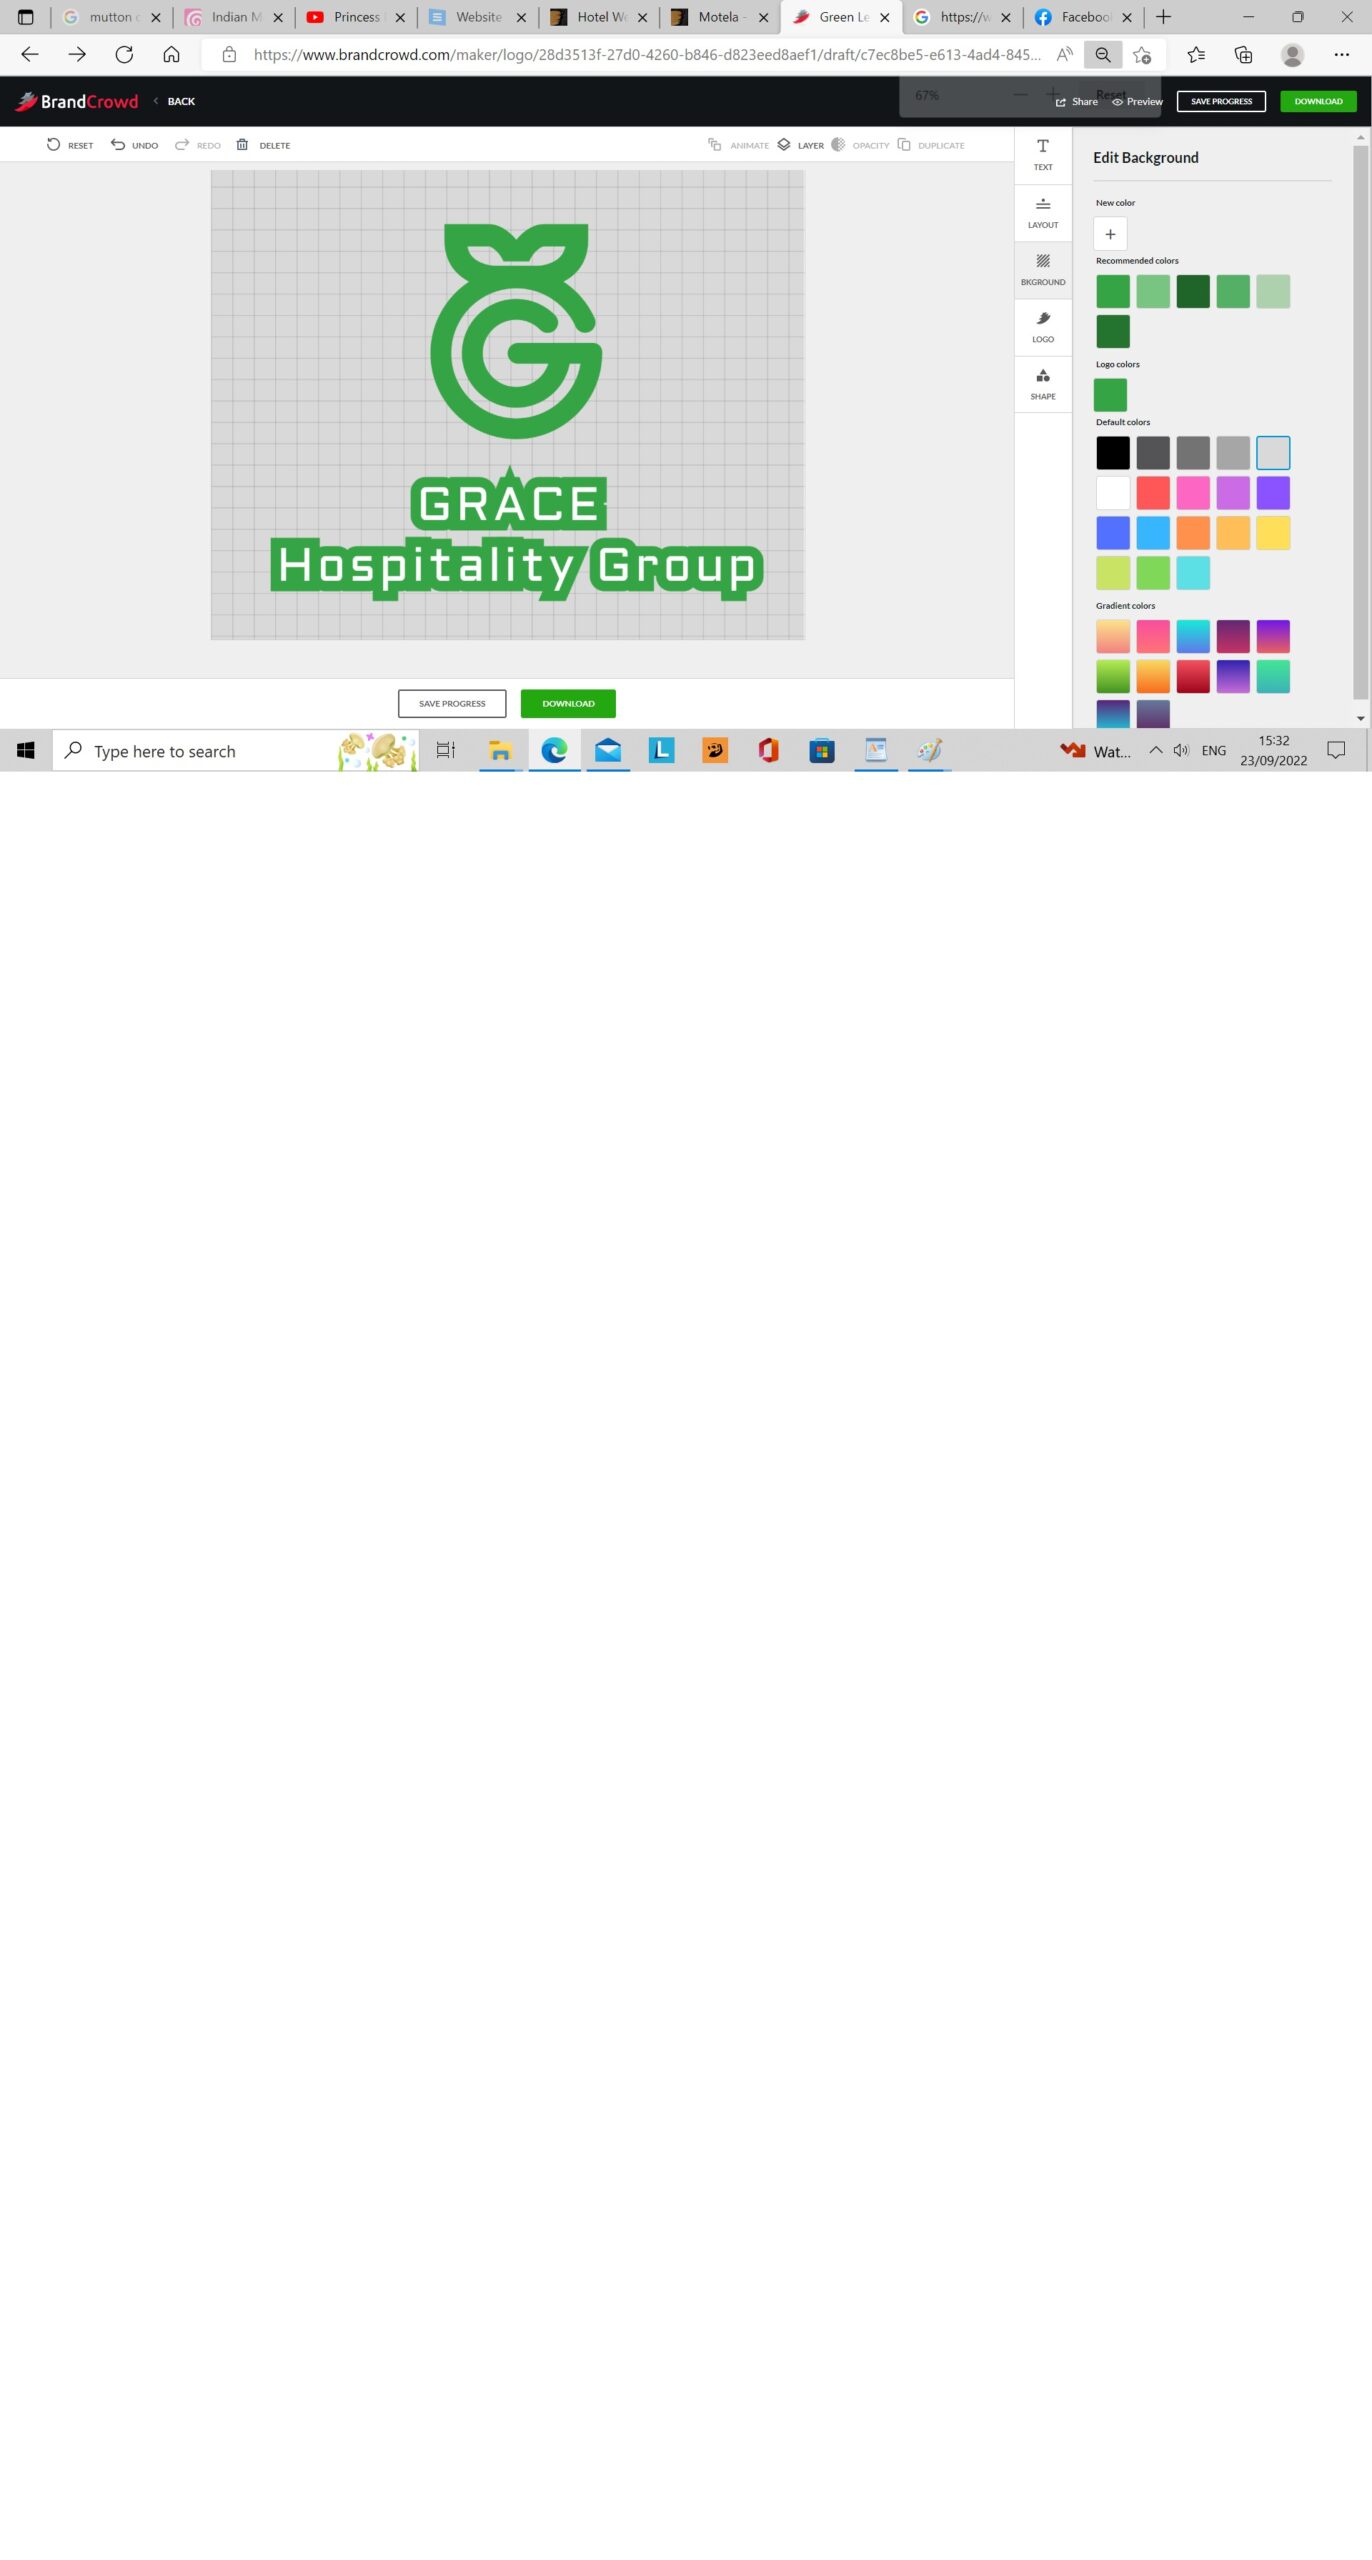 mutton c
Indian M
Princess
Website
Hotel We
Motela -
Green Le
https://w
Faceboo
https://www.brandcrowd.com/maker/logo/28d3513f-27d0-4260-b846-d823eed8aef1/draft/c7ec8be5-e613-4ad4-845...
BrandCrowd
BACK
67%
Reset
Share
Preview
SAVE PROGRESS
DOWNLOAD
RESET
UNDO
REDO
DELETE
ANIMATE
LAYER
OPACITY
DUPLICATE
TEXT
LAYOUT
BKGROUND
LOGO
SHAPE
Edit Background
New color
Recommended colors
Logo colors
Default colors
Gradient colors
GRACE
Hospitality Group
SAVE PROGRESS
DOWNLOAD
Type here to search
Wat...
ENG
15:32
23/09/2022